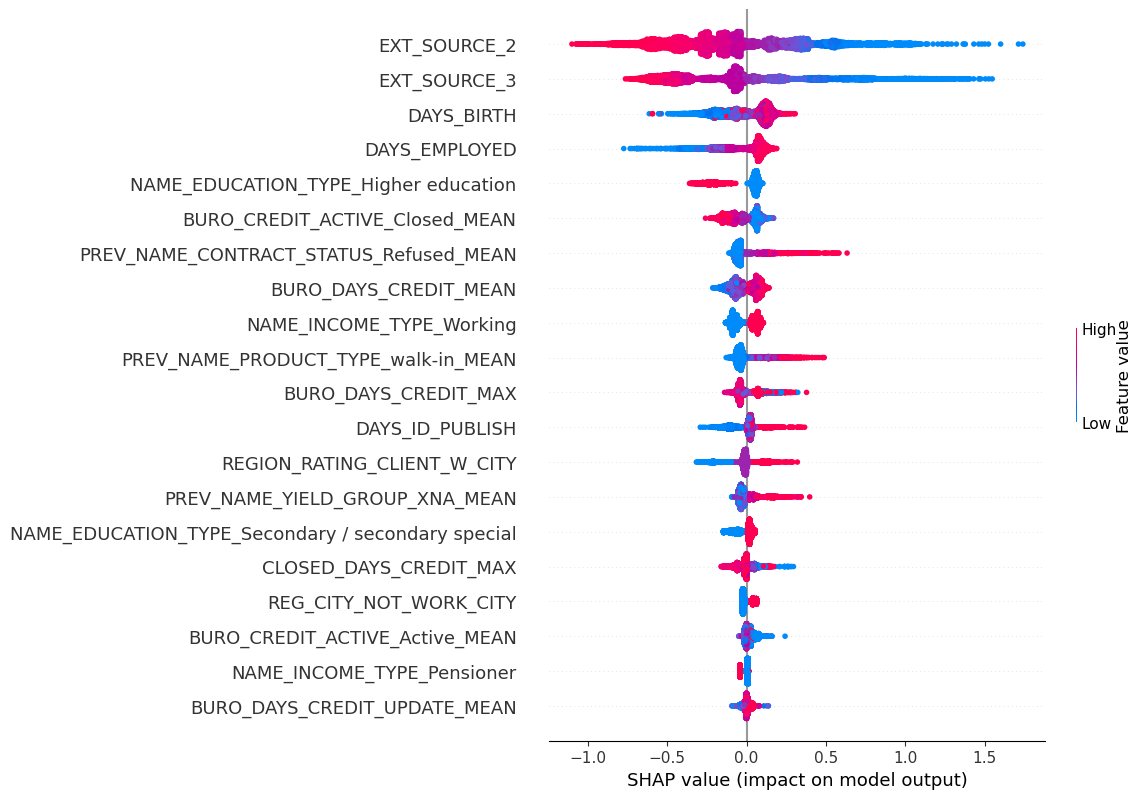 EXT_SOURCE_2
EXT_SOURCE_3
DAYS_BIRTH
DAYS_EMPLOYED
NAME_EDUCATION_TYPE_Higher education
BURO_CREDIT_ACTIVE_Closed_MEAN
PREV_NAME_CONTRACT_STATUS_Refused_MEAN
BURO_DAYS_CREDIT_MEAN
NAME_INCOME_TYPE_Working
PREV_NAME_PRODUCT_TYPE_walk-in_MEAN
BURO_DAYS_CREDIT_MAX
DAYS_ID_PUBLISH
REGION_RATING_CLIENT_W_CITY
PREV_NAME_YIELD_GROUP_XNA_MEAN
NAME_EDUCATION_TYPE_Secondary / secondary special
CLOSED_DAYS_CREDIT_MAX
REG_CITY_NOT_WORK_CITY
BURO_CREDIT_ACTIVE_Active_MEAN
NAME_INCOME_TYPE_Pensioner
BURO_DAYS_CREDIT_UPDATE_MEAN
−1.0 −0.5 0.0 0.5 1.0 1.5
SHAP value (impact on model output)
High
Low
Feature value